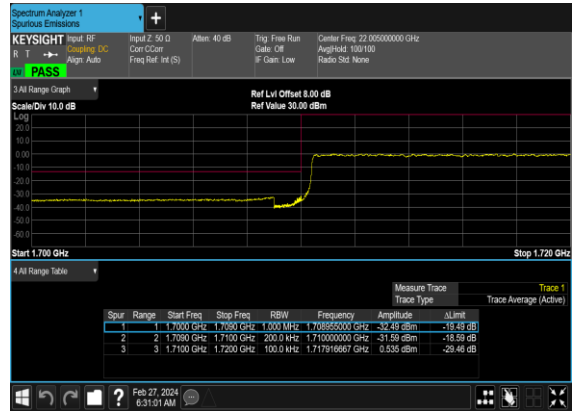 Spectrum Analyzer 1
Spurious Emissions
+
KEYSIGHT Input: RF Input Z: 50 Ω Atten: 40 dB Trig: Free Run Center Freq: 22.005000000 GHz
R T Coupling: DC Corr CCorr Gate: Off Avg|Hold: 100/100
Align: Auto Freq Ref: Int (S) IF Gain: Low Radio Std: None
LW PASS
3 All Range Graph
Ref Lvl Offset 8.00 dB
Scale/Div 10.0 dB Ref Value 30.00 dBm
Log
20.0
10.0
0.00
-10.0
-20.0
-30.0
-40.0
-50.0
-60.0
Start 1.700 GHz Stop 1.720 GHz
4 All Range Table
Measure Trace Trace 1
Trace Type Trace Average (Active)
Spur Range Start Freq Stop Freq RBW Frequency Amplitude ΔLimit
1 1 1.7000 GHz 1.7090 GHz 1.000 MHz 1.708955000 GHz -32.49 dBm -19.49 dB
2 2 1.7090 GHz 1.7100 GHz 200.0 kHz 1.710000000 GHz -31.59 dBm -18.59 dB
3 3 1.7100 GHz 1.7200 GHz 100.0 kHz 1.717916667 GHz 0.535 dBm -29.46 dB
? Feb 27, 2024
6:31:01 AM